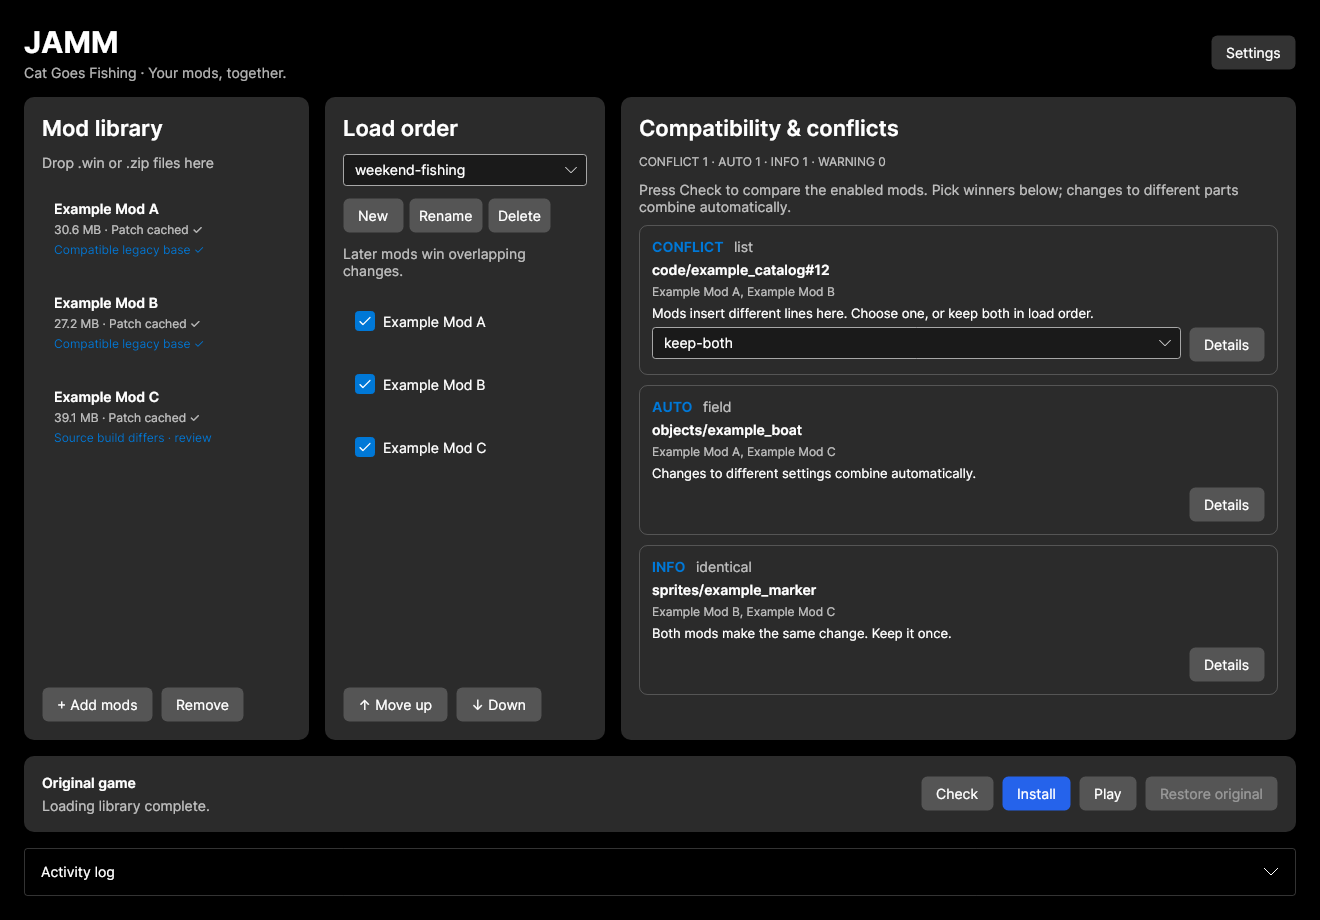 JAMM
Cat Goes Fishing · Your mods, together.
Settings
Mod library
Drop .win or .zip files here
Example Mod A
30.6 MB · Patch cached ✓
Compatible legacy base ✓
Example Mod B
27.2 MB · Patch cached ✓
Compatible legacy base ✓
Example Mod C
39.1 MB · Patch cached ✓
Source build differs · review
+ Add mods
Remove
Load order
weekend-fishing
New
Rename
Delete
Later mods win overlapping
changes.
Example Mod A
Example Mod B
Example Mod C
↑ Move up
↓ Down
Compatibility & conflicts
CONFLICT 1 · AUTO 1 · INFO 1 · WARNING 0
Press Check to compare the enabled mods. Pick winners below; changes to different parts
combine automatically.
CONFLICT list
code/example_catalog#12
Example Mod A, Example Mod B
Mods insert different lines here. Choose one, or keep both in load order.
keep-both
Details
AUTO field
objects/example_boat
Example Mod A, Example Mod C
Changes to different settings combine automatically.
Details
INFO identical
sprites/example_marker
Example Mod B, Example Mod C
Both mods make the same change. Keep it once.
Details
Original game
Loading library complete.
Check
Install
Play
Restore original
Activity log